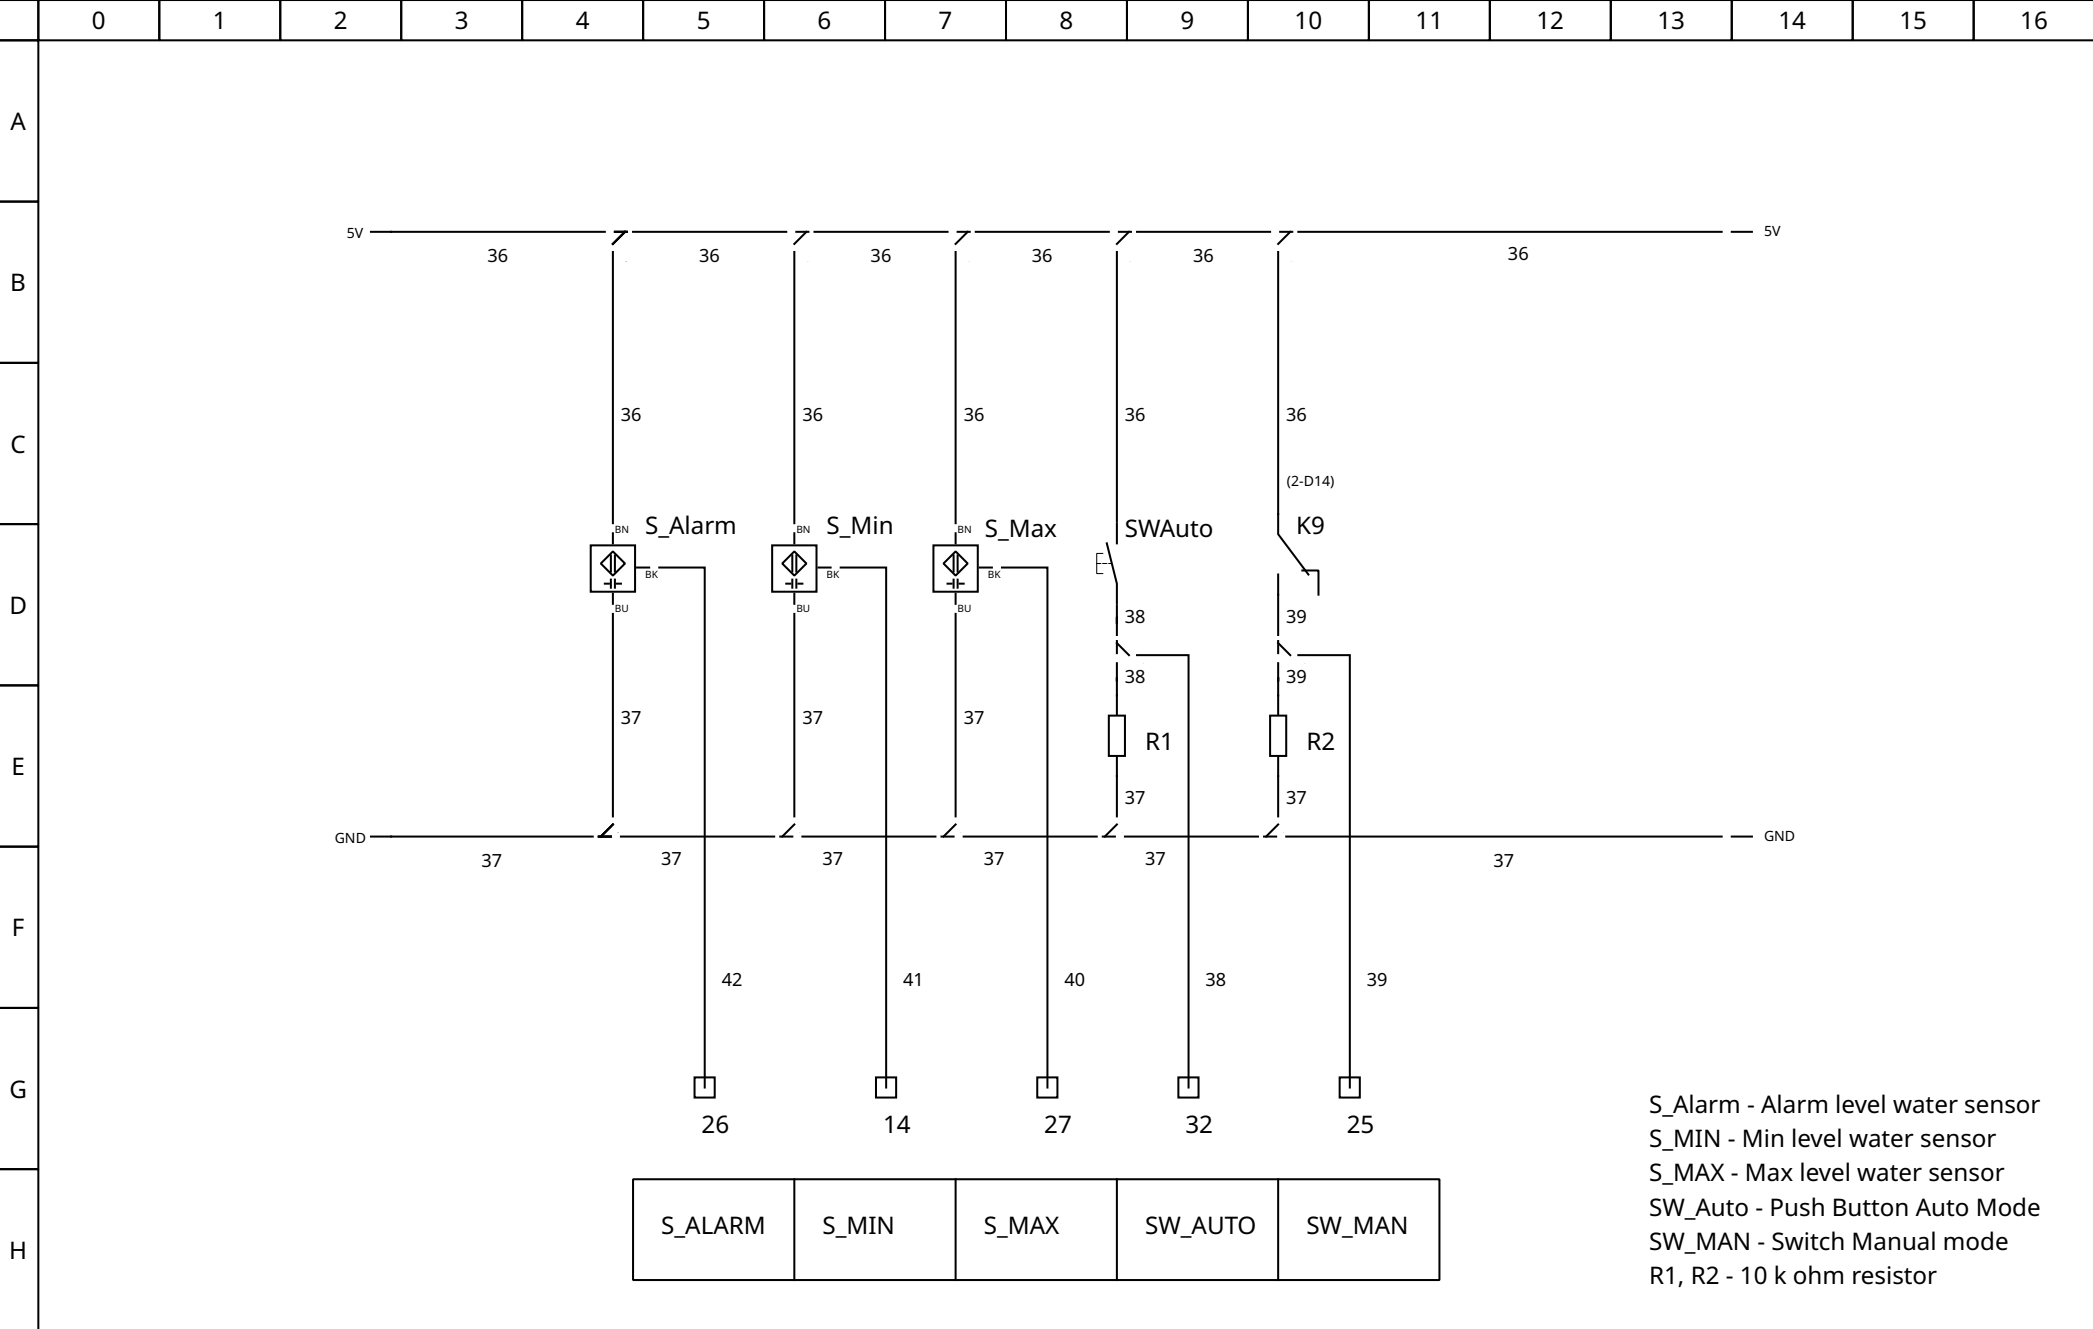 0 1 2 3 4 5 6 7 8 9 10 11 12 13 14 15 16
A
5V 5V
36 36 36 36 36 36
B
36 36 36 36 36
C
(2-D14)
S_Alarm S_Min S_Max SWAuto K9
BN BN BN
BK BK BK
BU BU BU
D
38 39
38 39
37 37 37
R1 R2
E
37 37
GND GND
37 37 37 37 37 37
F
42 41 40 38 39
G
26 14 27 32 25
S_Alarm - Alarm level water sensor
S_MIN - Min level water sensor
S_MAX - Max level water sensor
SW_Auto - Push Button Auto Mode
SW_MAN - Switch Manual mode
R1, R2 - 10 k ohm resistor
S_ALARM S_MIN S_MAX SW_AUTO SW_MAN
H